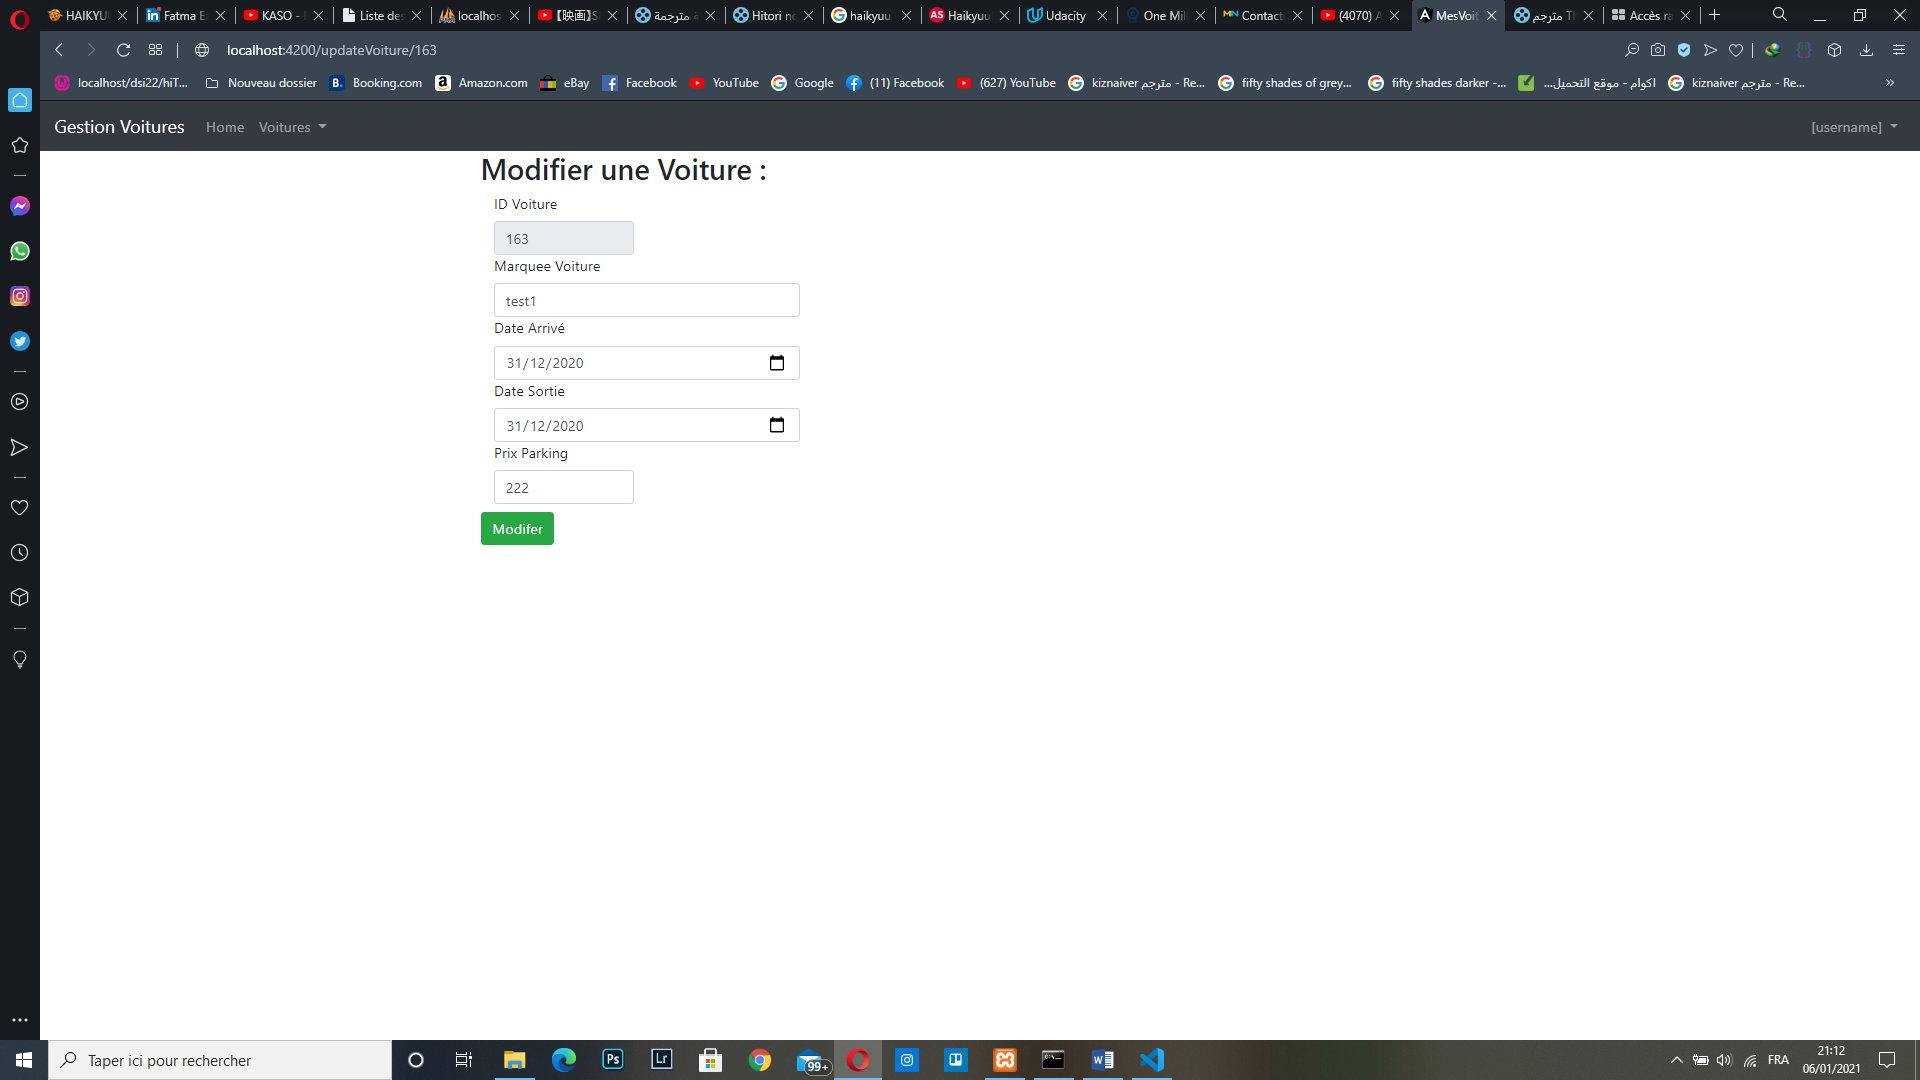 HAIKYU
Fatma E
KASO -
Liste de
localhos
【映画】S
مترجمة
Hitori n
haikyuu
Haikyuu
Udacity
One Mil
Contact
(4070) A
MesVoit
مترجم T
Accès ra
localhost:4200/updateVoiture/163
localhost/dsi22/hiT...
Nouveau dossier
Booking.com
Amazon.com
eBay
Facebook
YouTube
Google
(11) Facebook
(627) YouTube
kiznaiver مترجم - Re...
fifty shades of grey...
fifty shades darker -...
اكوام - موقع التحميل...
kiznaiver مترجم - Re...
Gestion Voitures
Home
Voitures
[username]
Modifier une Voiture :
ID Voiture
163
Marquee Voiture
test1
Date Arrivé
31/12/2020
Date Sortie
31/12/2020
Prix Parking
222
Modifer
Taper ici pour rechercher
Ps
Lr
99+
FRA
21:12
06/01/2021